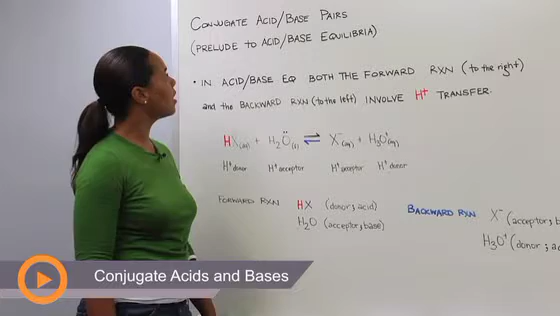 CONJUGATE ACID/BASE PAIRS
(PRELUDE TO ACID/BASE EQUILIBRIA)
• IN ACID/BASE EQ BOTH THE FORWARD RXN (to the right)
and the BACKWARD RXN (to the left) INVOLVE H⁺ TRANSFER.
HX(aq) + H₂Ö(l) ⇌ X⁻(aq) + H₃O⁺(aq)
H⁺ donor H⁺ acceptor H⁺ acceptor H⁺ donor
FORWARD RXN HX (donor; acid)
H₂O (acceptor; base)
BACKWARD RXN X⁻ (acceptor; b
H₃O⁺ (donor; ac
Conjugate Acids and Bases